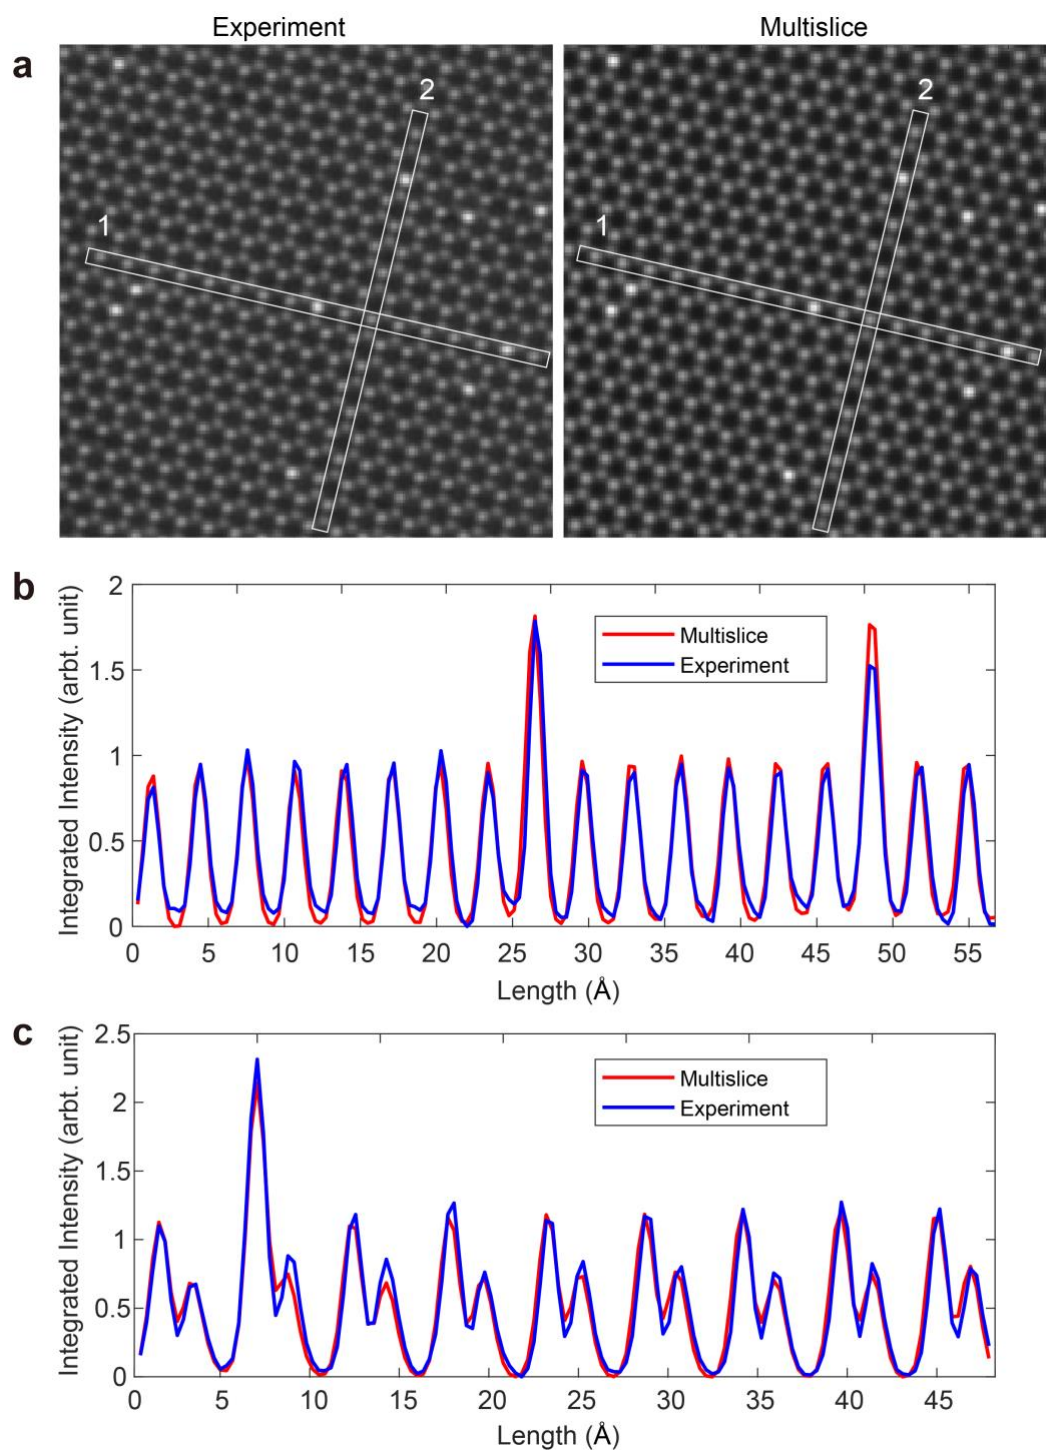 Experiment Multislice
a
2 2
1 1
b
2
1.5
1
0.5
0
Integrated Intensity (arbt. unit)
Multislice
Experiment
0 5 10 15 20 25 30 35 40 45 50 55
Length (Å)
c
2.5
2
1.5
1
0.5
0
Integrated Intensity (arbt. unit)
Multislice
Experiment
0 5 10 15 20 25 30 35 40 45
Length (Å)